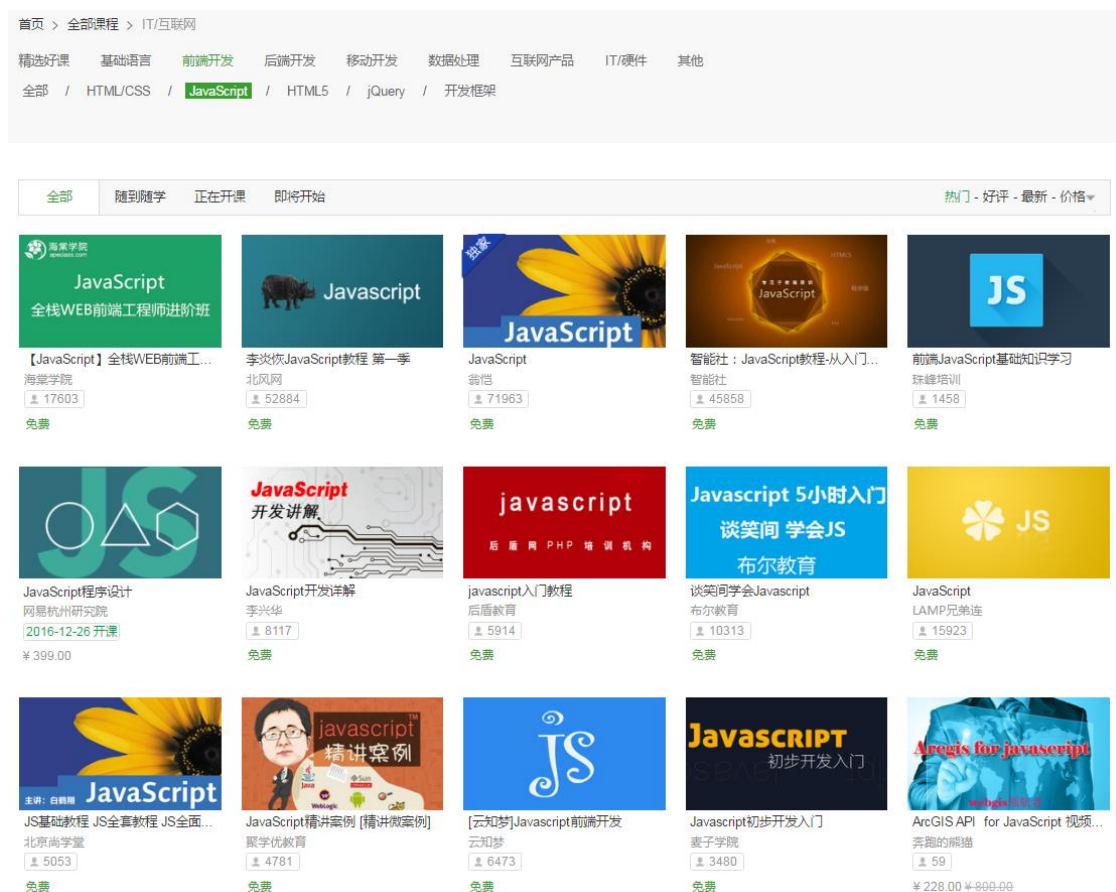 首页 > 全部课程 > IT/互联网
精选好课 基础语言 前端开发 后端开发 移动开发 数据处理 互联网产品 IT/硬件 其他
全部 / HTML/CSS / JavaScript / HTML5 / jQuery / 开发框架
全部 随到随学 正在开课 即将开始 热门 - 好评 - 最新 - 价格
海棠学院
apeclass.com
JavaScript
全栈WEB前端工程师进阶班
Javascript
独家
JavaScript
JavaScript
JS
【JavaScript】全栈WEB前端工... 李炎恢JavaScript教程 第一季 JavaScript 智能社：JavaScript教程-从入门... 前端JavaScript基础知识学习
海棠学院 北风网 翁恺 智能社 珠峰培训
17603 52884 71963 45858 1458
免费 免费 免费 免费 免费
JS
JavaScript
开发讲解
javascript
后盾网 PHP 培训机构
Javascript 5小时入门
谈笑间 学会JS
布尔教育
JS
JavaScript程序设计 JavaScript开发详解 javascript入门教程 谈笑间学会Javascript JavaScript
网易杭州研究院 李兴华 后盾教育 布尔教育 LAMP兄弟连
2016-12-26 开课 8117 5914 10313 15923
¥ 399.00 免费 免费 免费 免费
主讲：白鹤翔 JavaScript
javascript™
精讲案例
Java
Sun
WebLogic
JS
JavaSCRIPT
初步开发入门
Arcgis for javascript
JS基础教程 JS全套教程 JS全面... JavaScript精讲案例 [精讲微案例] [云知梦]Javascript前端开发 Javascript初步开发入门 ArcGIS API for JavaScript 视频...
北京尚学堂 聚学优教育 云知梦 麦子学院 奔跑的熊猫
5053 4781 6473 3480 59
免费 免费 免费 免费 ¥ 228.00 ¥ 800.00